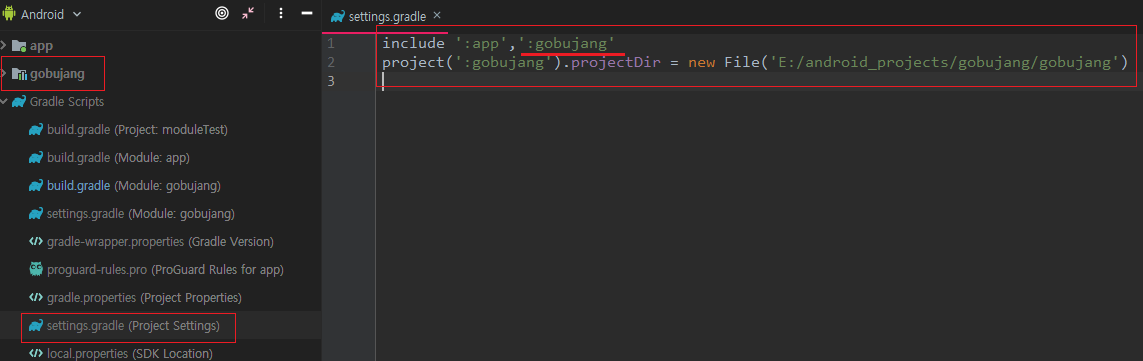 Android
app
gobujang
Gradle Scripts
build.gradle (Project: moduleTest)
build.gradle (Module: app)
build.gradle (Module: gobujang)
settings.gradle (Module: gobujang)
gradle-wrapper.properties (Gradle Version)
proguard-rules.pro (ProGuard Rules for app)
gradle.properties (Project Properties)
settings.gradle (Project Settings)
local.properties (SDK Location)
settings.gradle
1 include ':app',':gobujang'
2 project(':gobujang').projectDir = new File('E:/android_projects/gobujang/gobujang')
3